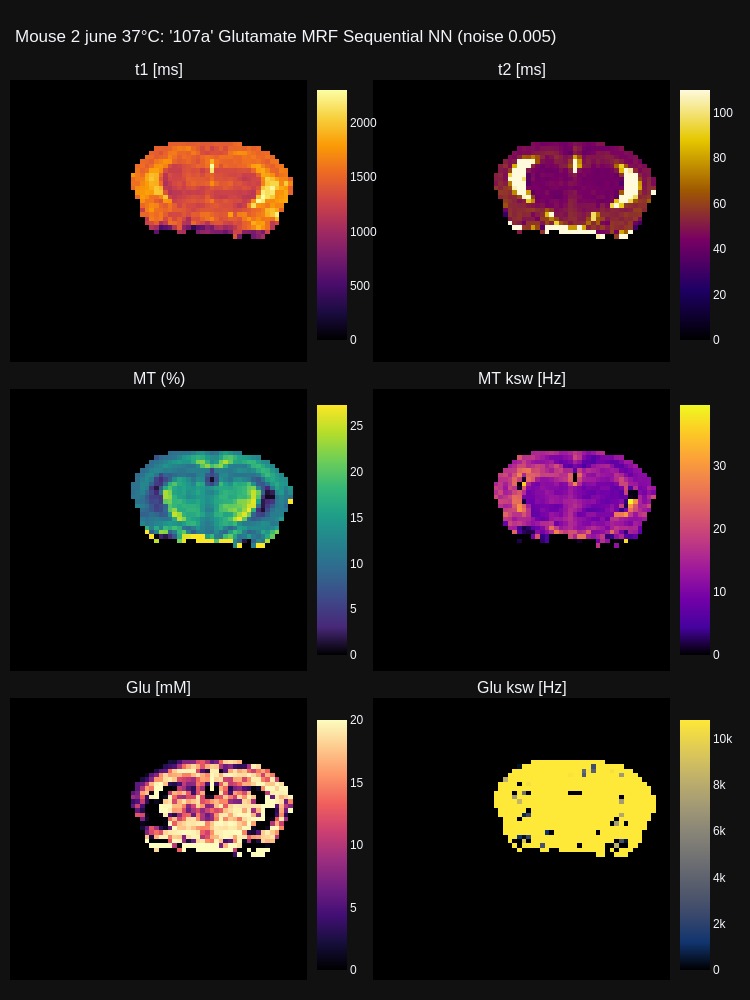 Mouse 2 june 37°C: '107a' Glutamate MRF Sequential NN (noise 0.005)
t1 [ms]
2000
1500
1000
500
0
t2 [ms]
100
80
60
40
20
0
MT (%)
25
20
15
10
5
0
MT ksw [Hz]
30
20
10
0
Glu [mM]
20
15
10
5
0
Glu ksw [Hz]
10k
8k
6k
4k
2k
0